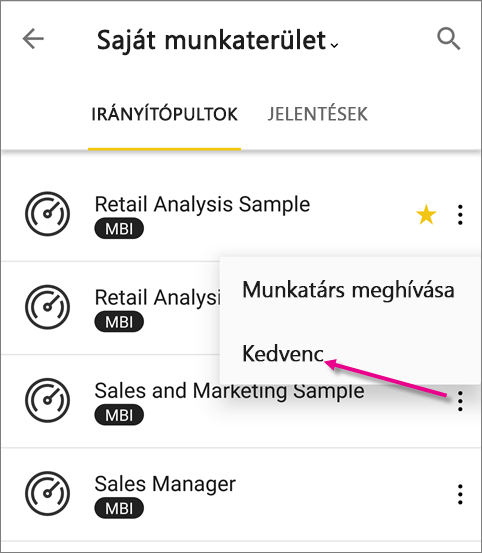 Saját munkaterület
IRÁNYÍTÓPULTOK JELENTÉSEK
Retail Analysis Sample
MBI
Retail Analysi
MBI
Munkatárs meghívása
Kedvenc
Sales and Marketing Sample
MBI
Sales Manager
MBI